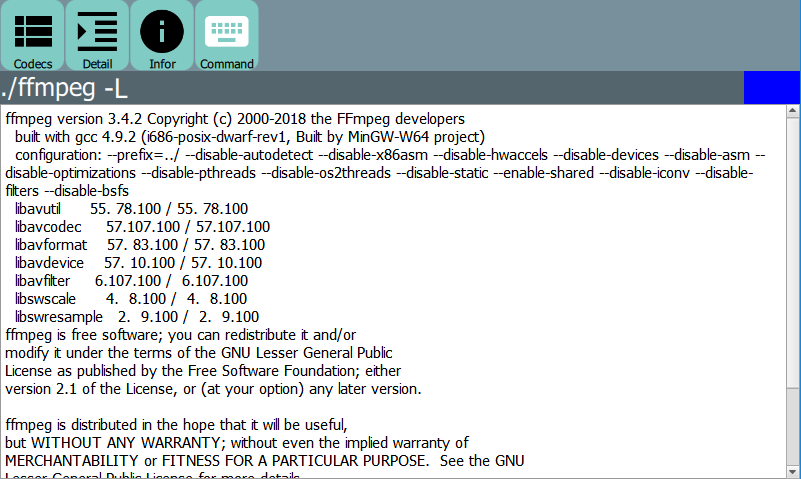 Codecs Detail Infor Command
./ffmpeg -L
ffmpeg version 3.4.2 Copyright (c) 2000-2018 the FFmpeg developers
built with gcc 4.9.2 (i686-posix-dwarf-rev1, Built by MinGW-W64 project)
configuration: --prefix=../ --disable-autodetect --disable-x86asm --disable-hwaccels --disable-devices --disable-asm --
disable-optimizations --disable-pthreads --disable-os2threads --disable-static --enable-shared --disable-iconv --disable-
filters --disable-bsfs
libavutil 55. 78.100 / 55. 78.100
libavcodec 57.107.100 / 57.107.100
libavformat 57. 83.100 / 57. 83.100
libavdevice 57. 10.100 / 57. 10.100
libavfilter 6.107.100 / 6.107.100
libswscale 4. 8.100 / 4. 8.100
libswresample 2. 9.100 / 2. 9.100
ffmpeg is free software; you can redistribute it and/or
modify it under the terms of the GNU Lesser General Public
License as published by the Free Software Foundation; either
version 2.1 of the License, or (at your option) any later version.
ffmpeg is distributed in the hope that it will be useful,
but WITHOUT ANY WARRANTY; without even the implied warranty of
MERCHANTABILITY or FITNESS FOR A PARTICULAR PURPOSE. See the GNU
Lesser General Public License for more details.